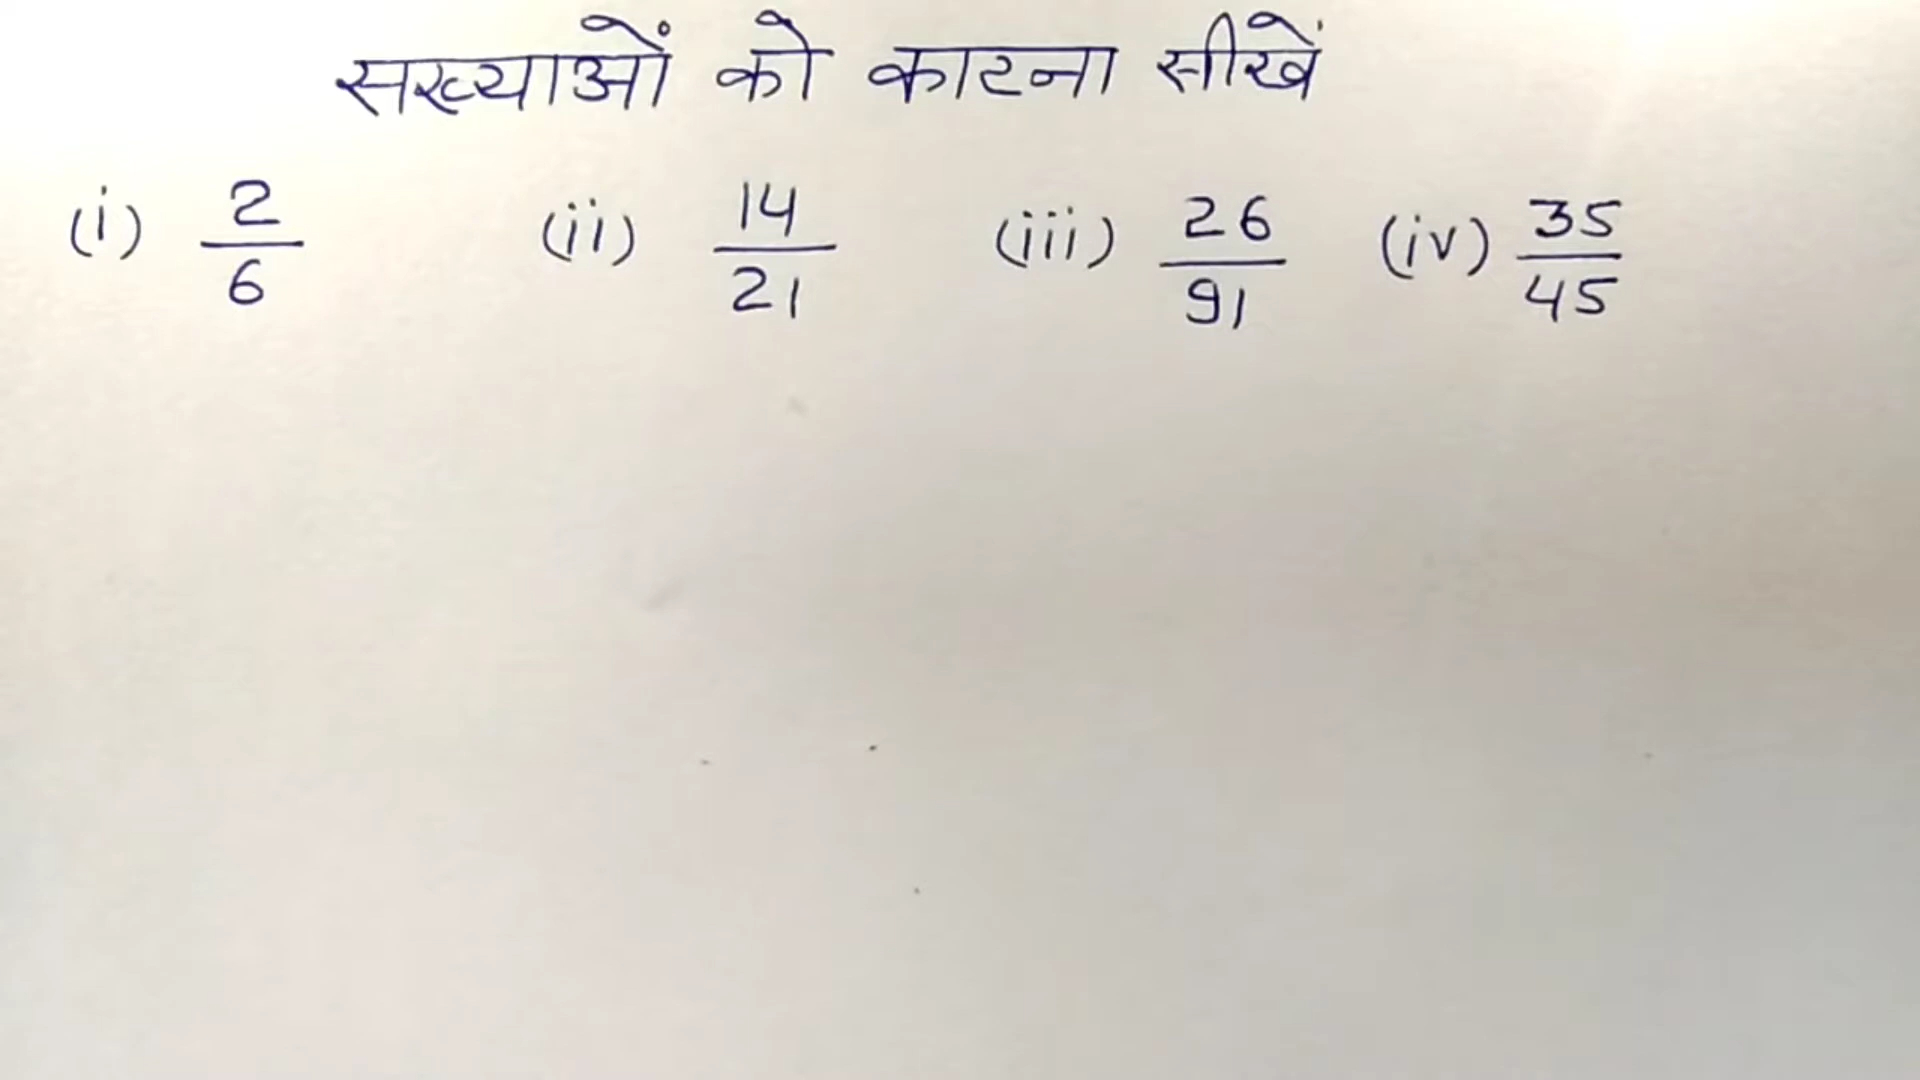 सख्याओं को काटना सीखें
(i) 2/6 (ii) 14/21 (iii) 26/91 (iv) 35/45